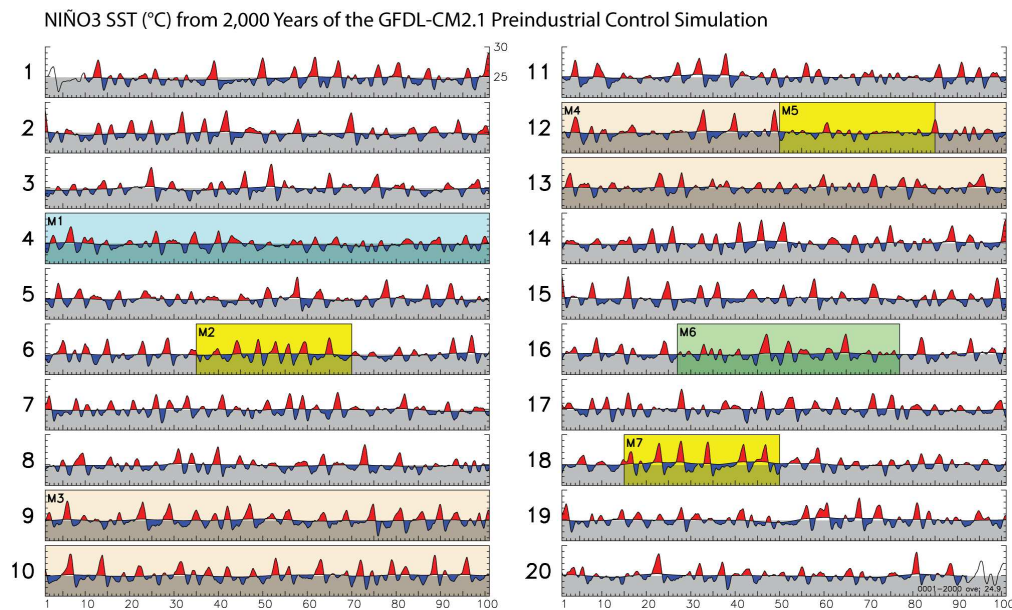 NIÑO3 SST (°C) from 2,000 Years of the GFDL-CM2.1 Preindustrial Control Simulation
30
25
1
2
3
M1
4
5
M2
6
7
8
M3
9
10
1 10 20 30 40 50 60 70 80 90 100
11
M4 M5
12
13
14
15
M6
16
17
M7
18
19
20
0001-2000 ave; 24.9
1 10 20 30 40 50 60 70 80 90 100